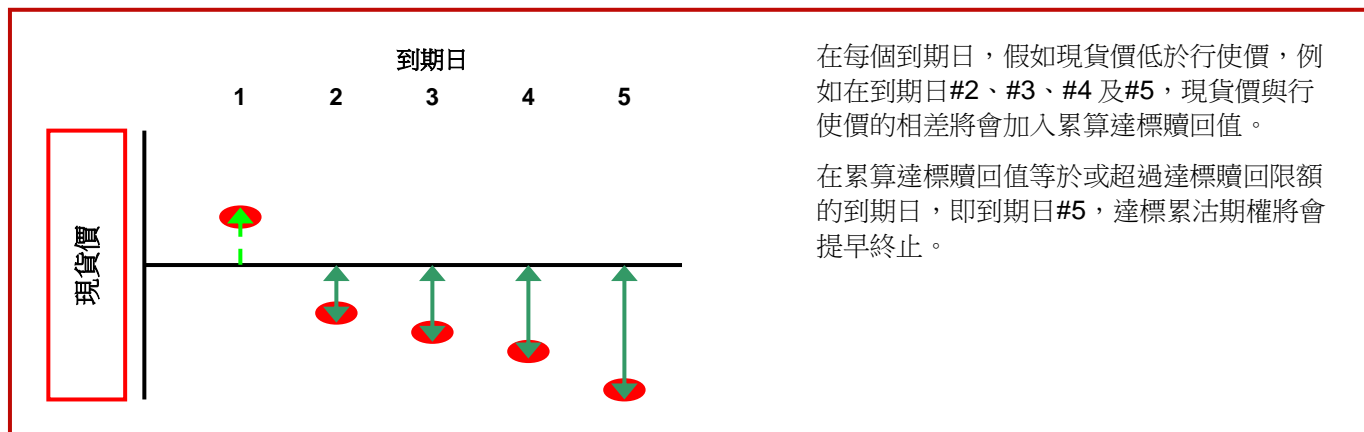 到期日
1 2 3 4 5
現貨價
在每個到期日，假如現貨價低於行使價，例
如在到期日#2、#3、#4 及#5，現貨價與行
使價的相差將會加入累算達標贖回值。
在累算達標贖回值等於或超過達標贖回限額
的到期日，即到期日#5，達標累沽期權將會
提早終止。